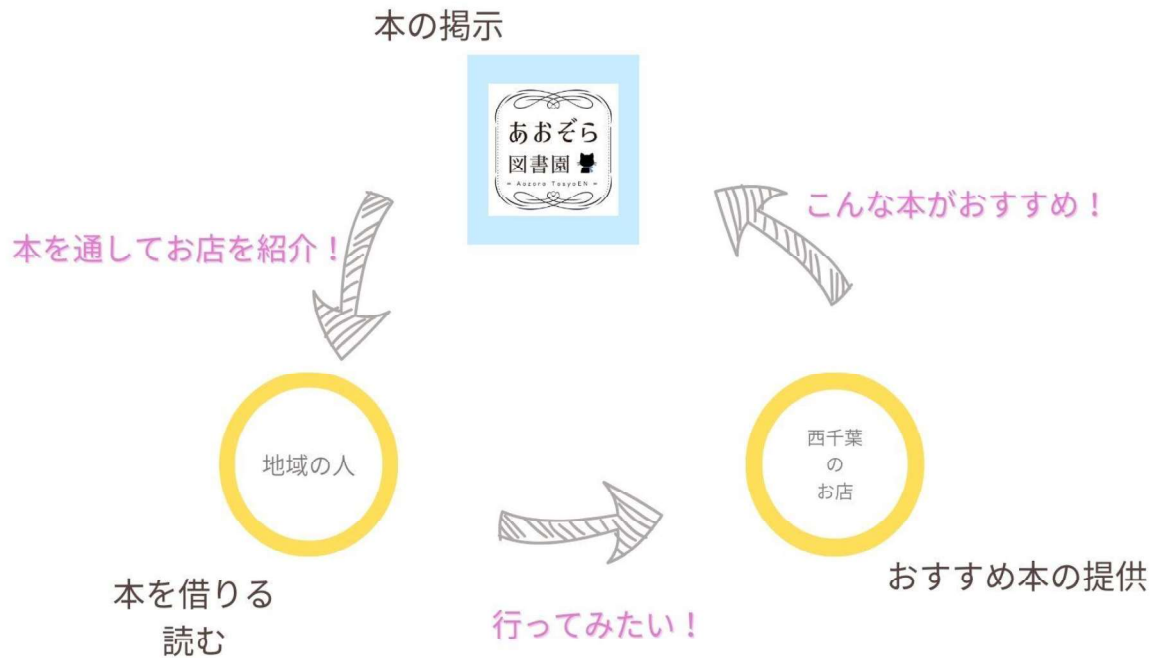 本の掲示
あおぞら
図書園
- Aozora TosyoEN -
こんな本がおすすめ！
本を通してお店を紹介！
地域の人
西千葉
の
お店
おすすめ本の提供
本を借りる
読む
行ってみたい！